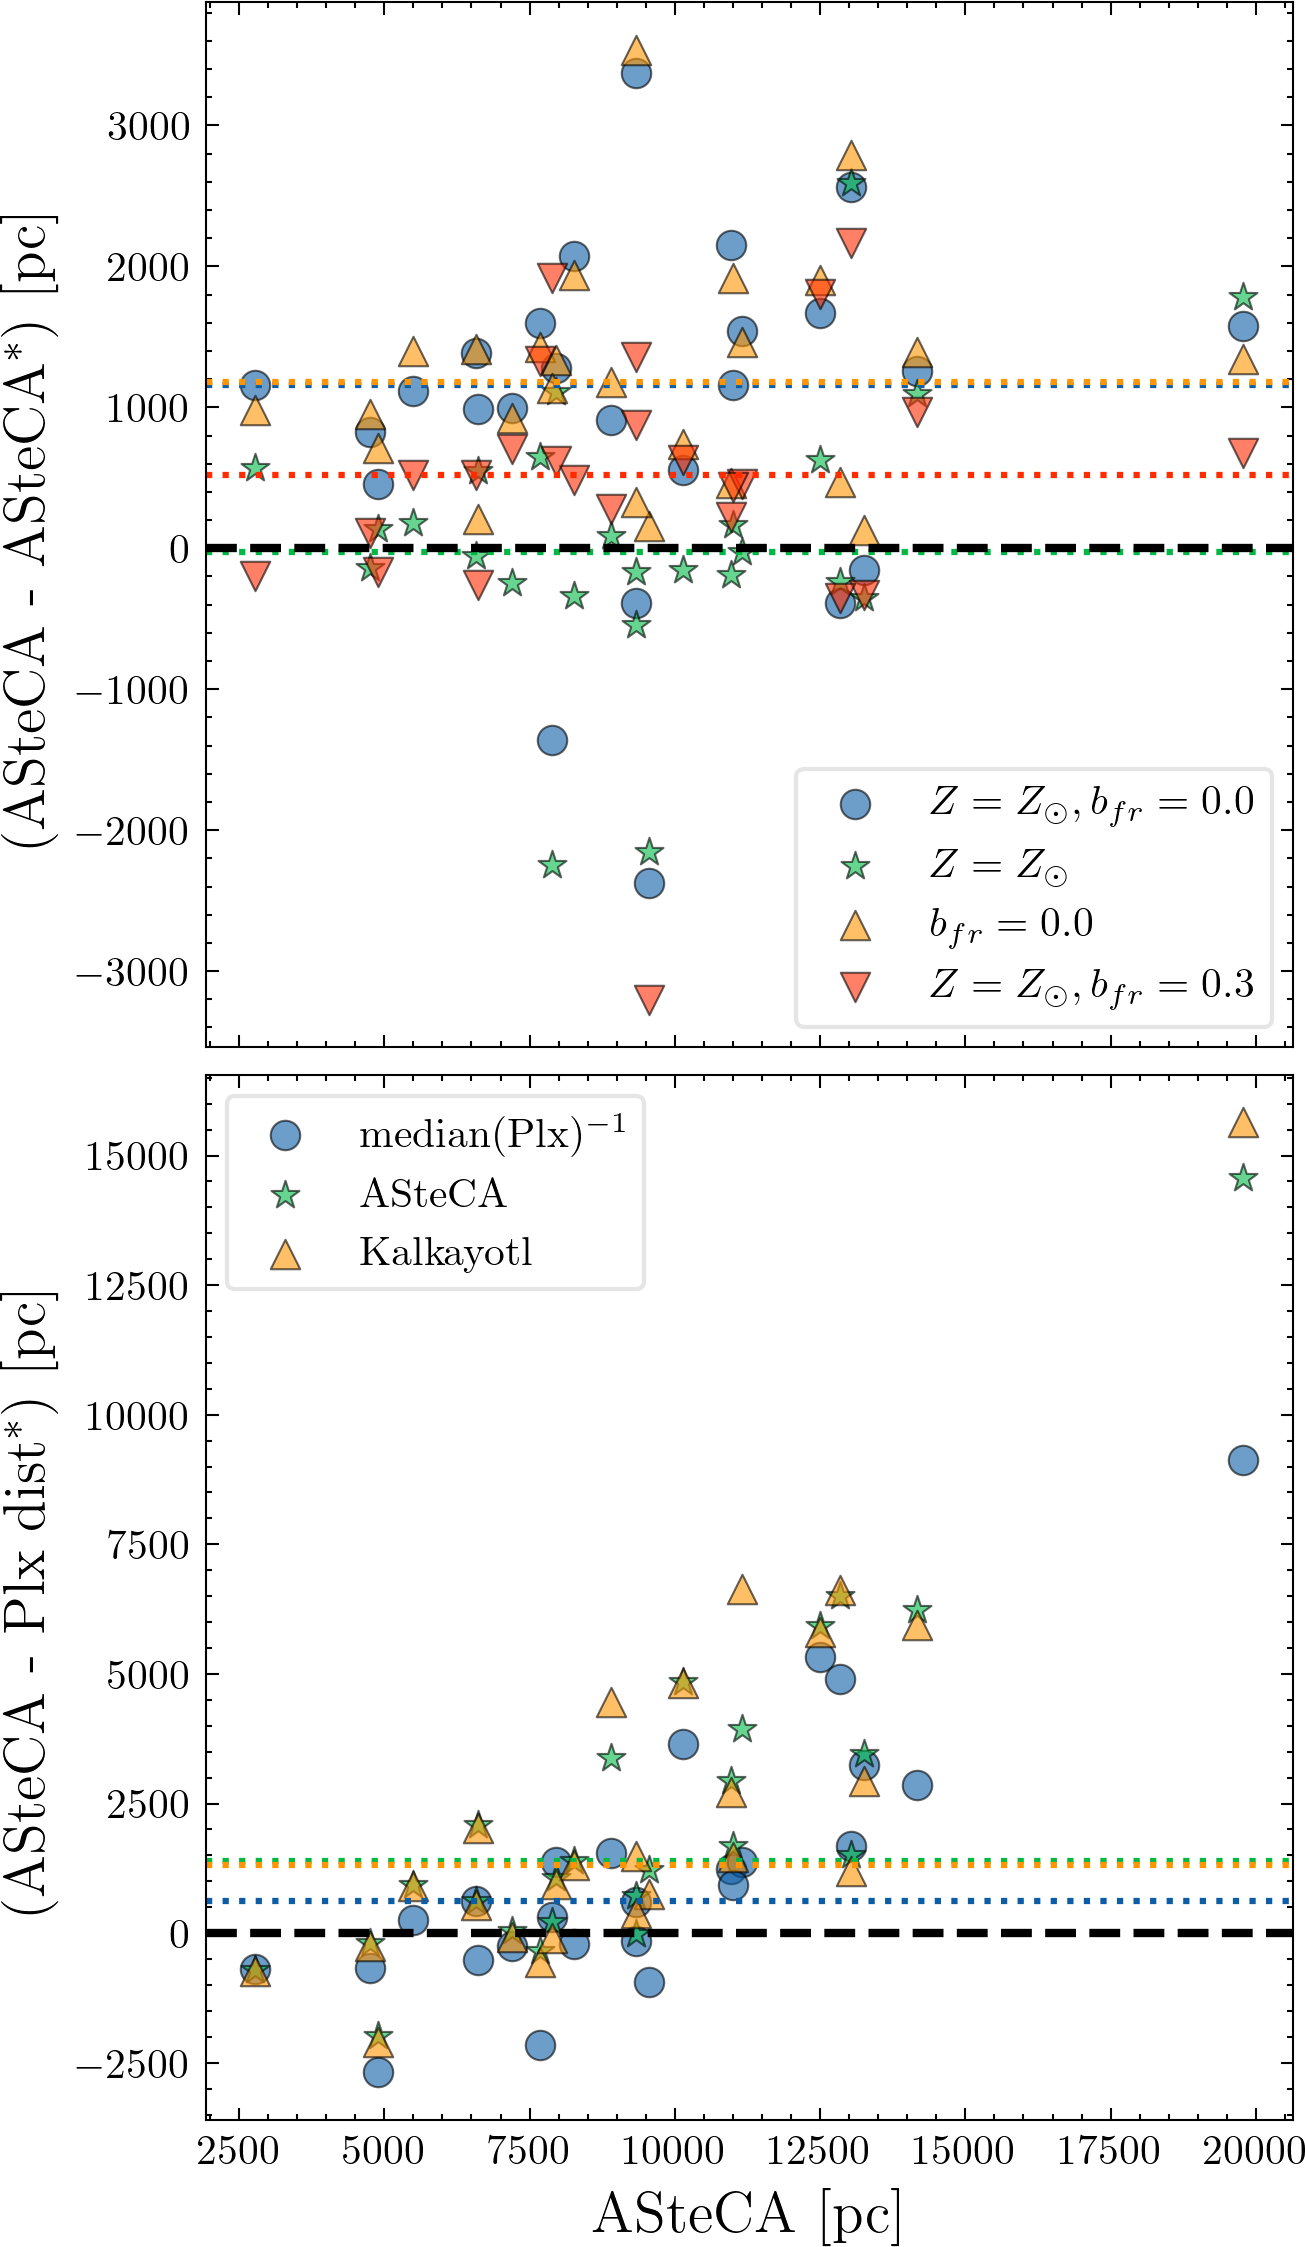 (ASteCA - ASteCA*) [pc]
3000
2000
1000
0
−1000
−2000
−3000
Z = Z⊙, b_fr = 0.0
Z = Z⊙
b_fr = 0.0
Z = Z⊙, b_fr = 0.3
(ASteCA - Plx dist*) [pc]
15000
12500
10000
7500
5000
2500
0
−2500
median(Plx)⁻¹
ASteCA
Kalkayotl
2500 5000 7500 10000 12500 15000 17500 20000
ASteCA [pc]